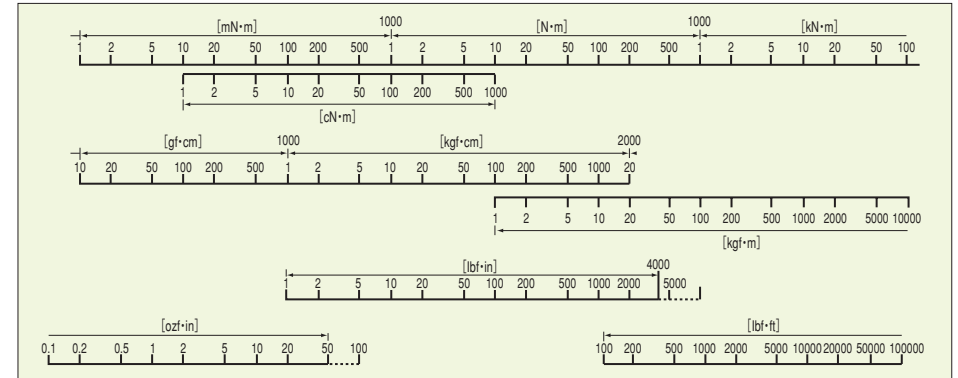 [mN•m] 1000 [N•m] 1000 [kN•m]
1 2 5 10 20 50 100 200 500 1 2 5 10 20 50 100 200 500 1 2 5 10 20 50 100
1 2 5 10 20 50 100 200 500 1000
[cN•m]
[gf•cm] 1000 [kgf•cm] 2000
10 20 50 100 200 500 1 2 5 10 20 50 100 200 500 1000 20
1 2 5 10 20 50 100 200 500 1000 2000 5000 10000
[kgf•m]
[lbf•in] 4000
1 2 5 10 20 50 100 200 500 1000 2000 5000
[ozf•in] [lbf•ft]
0.1 0.2 0.5 1 2 5 10 20 50 100 100 200 500 1000 2000 5000 10000 20000 50000 100000